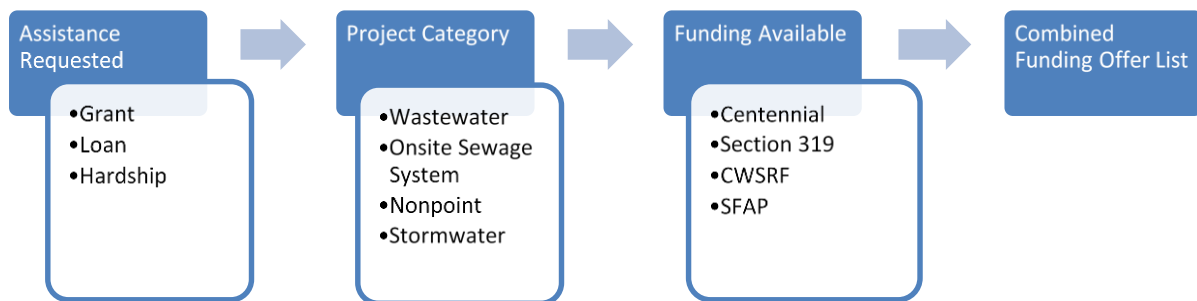 Assistance
Requested
•Grant
•Loan
•Hardship
Project Category
•Wastewater
•Onsite Sewage
System
•Nonpoint
•Stormwater
Funding Available
•Centennial
•Section 319
•CWSRF
•SFAP
Combined
Funding Offer List